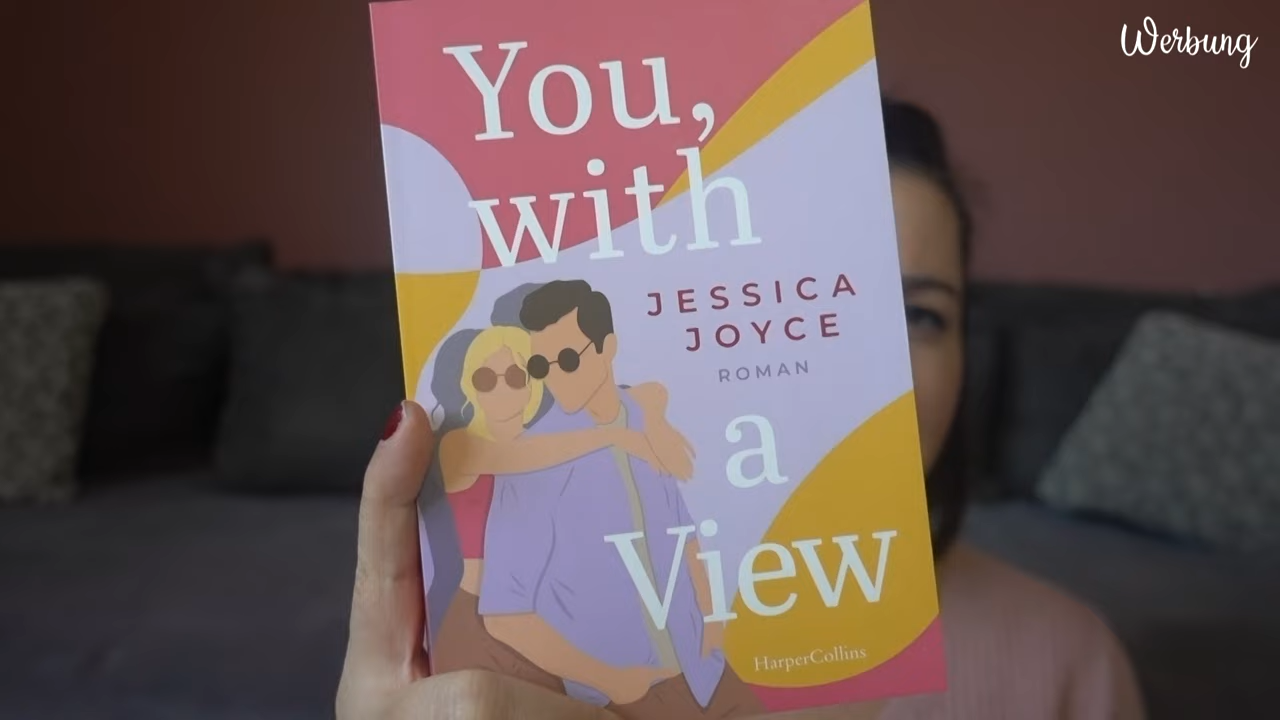 Werbung
You,
with
JESSICA
JOYCE
ROMAN
a
View
HarperCollins